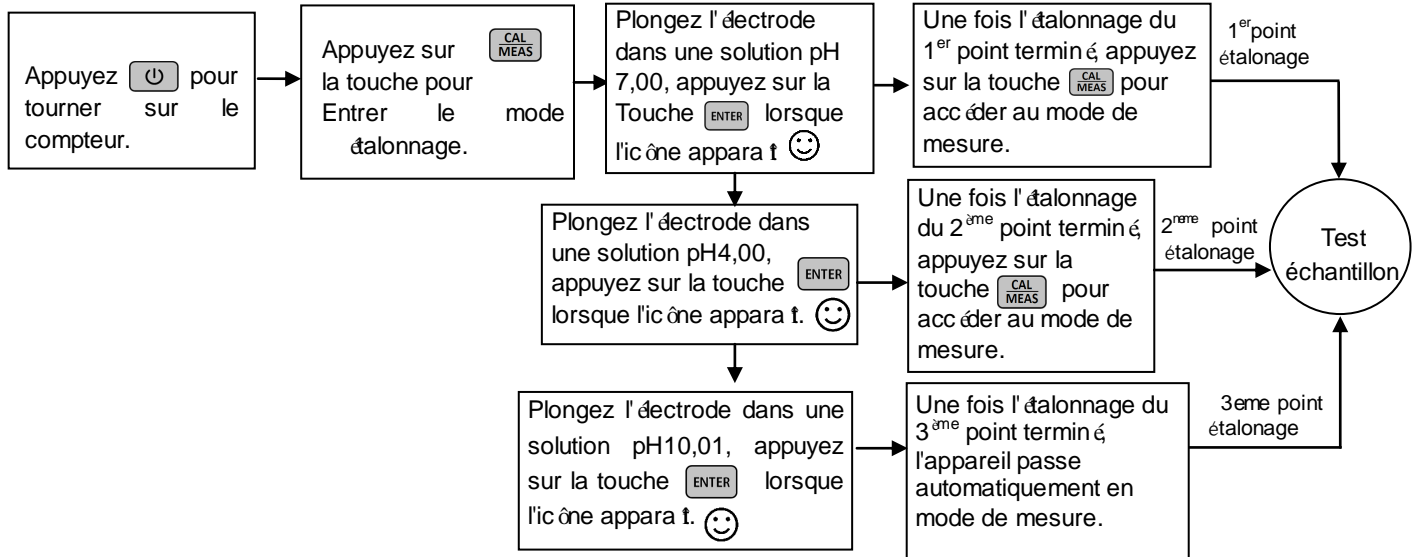 Appuyez ⏻ pour
tourner sur le
compteur.
Appuyez sur CAL
MEAS
la touche pour
Entrer le mode
étalonnage.
Plongez l'électrode
dans une solution pH
7,00, appuyez sur la
Touche ENTER lorsque
l'icône apparaît
Une fois l'étalonnage du
1er point terminé, appuyez
sur la touche CAL MEAS pour
accéder au mode de
mesure.
1er point
étalonage
Plongez l'électrode dans
une solution pH4,00,
appuyez sur la touche ENTER
lorsque l'icône apparaît.
Une fois l'étalonnage
du 2ème point terminé,
appuyez sur la
touche CAL MEAS pour
accéder au mode de
mesure.
2neme point
étalonage
Test
échantillon
Plongez l'électrode dans une
solution pH10,01, appuyez
sur la touche ENTER lorsque
l'icône apparaît.
Une fois l'étalonnage du
3ème point terminé,
l'appareil passe
automatiquement en
mode de mesure.
3eme point
étalonage